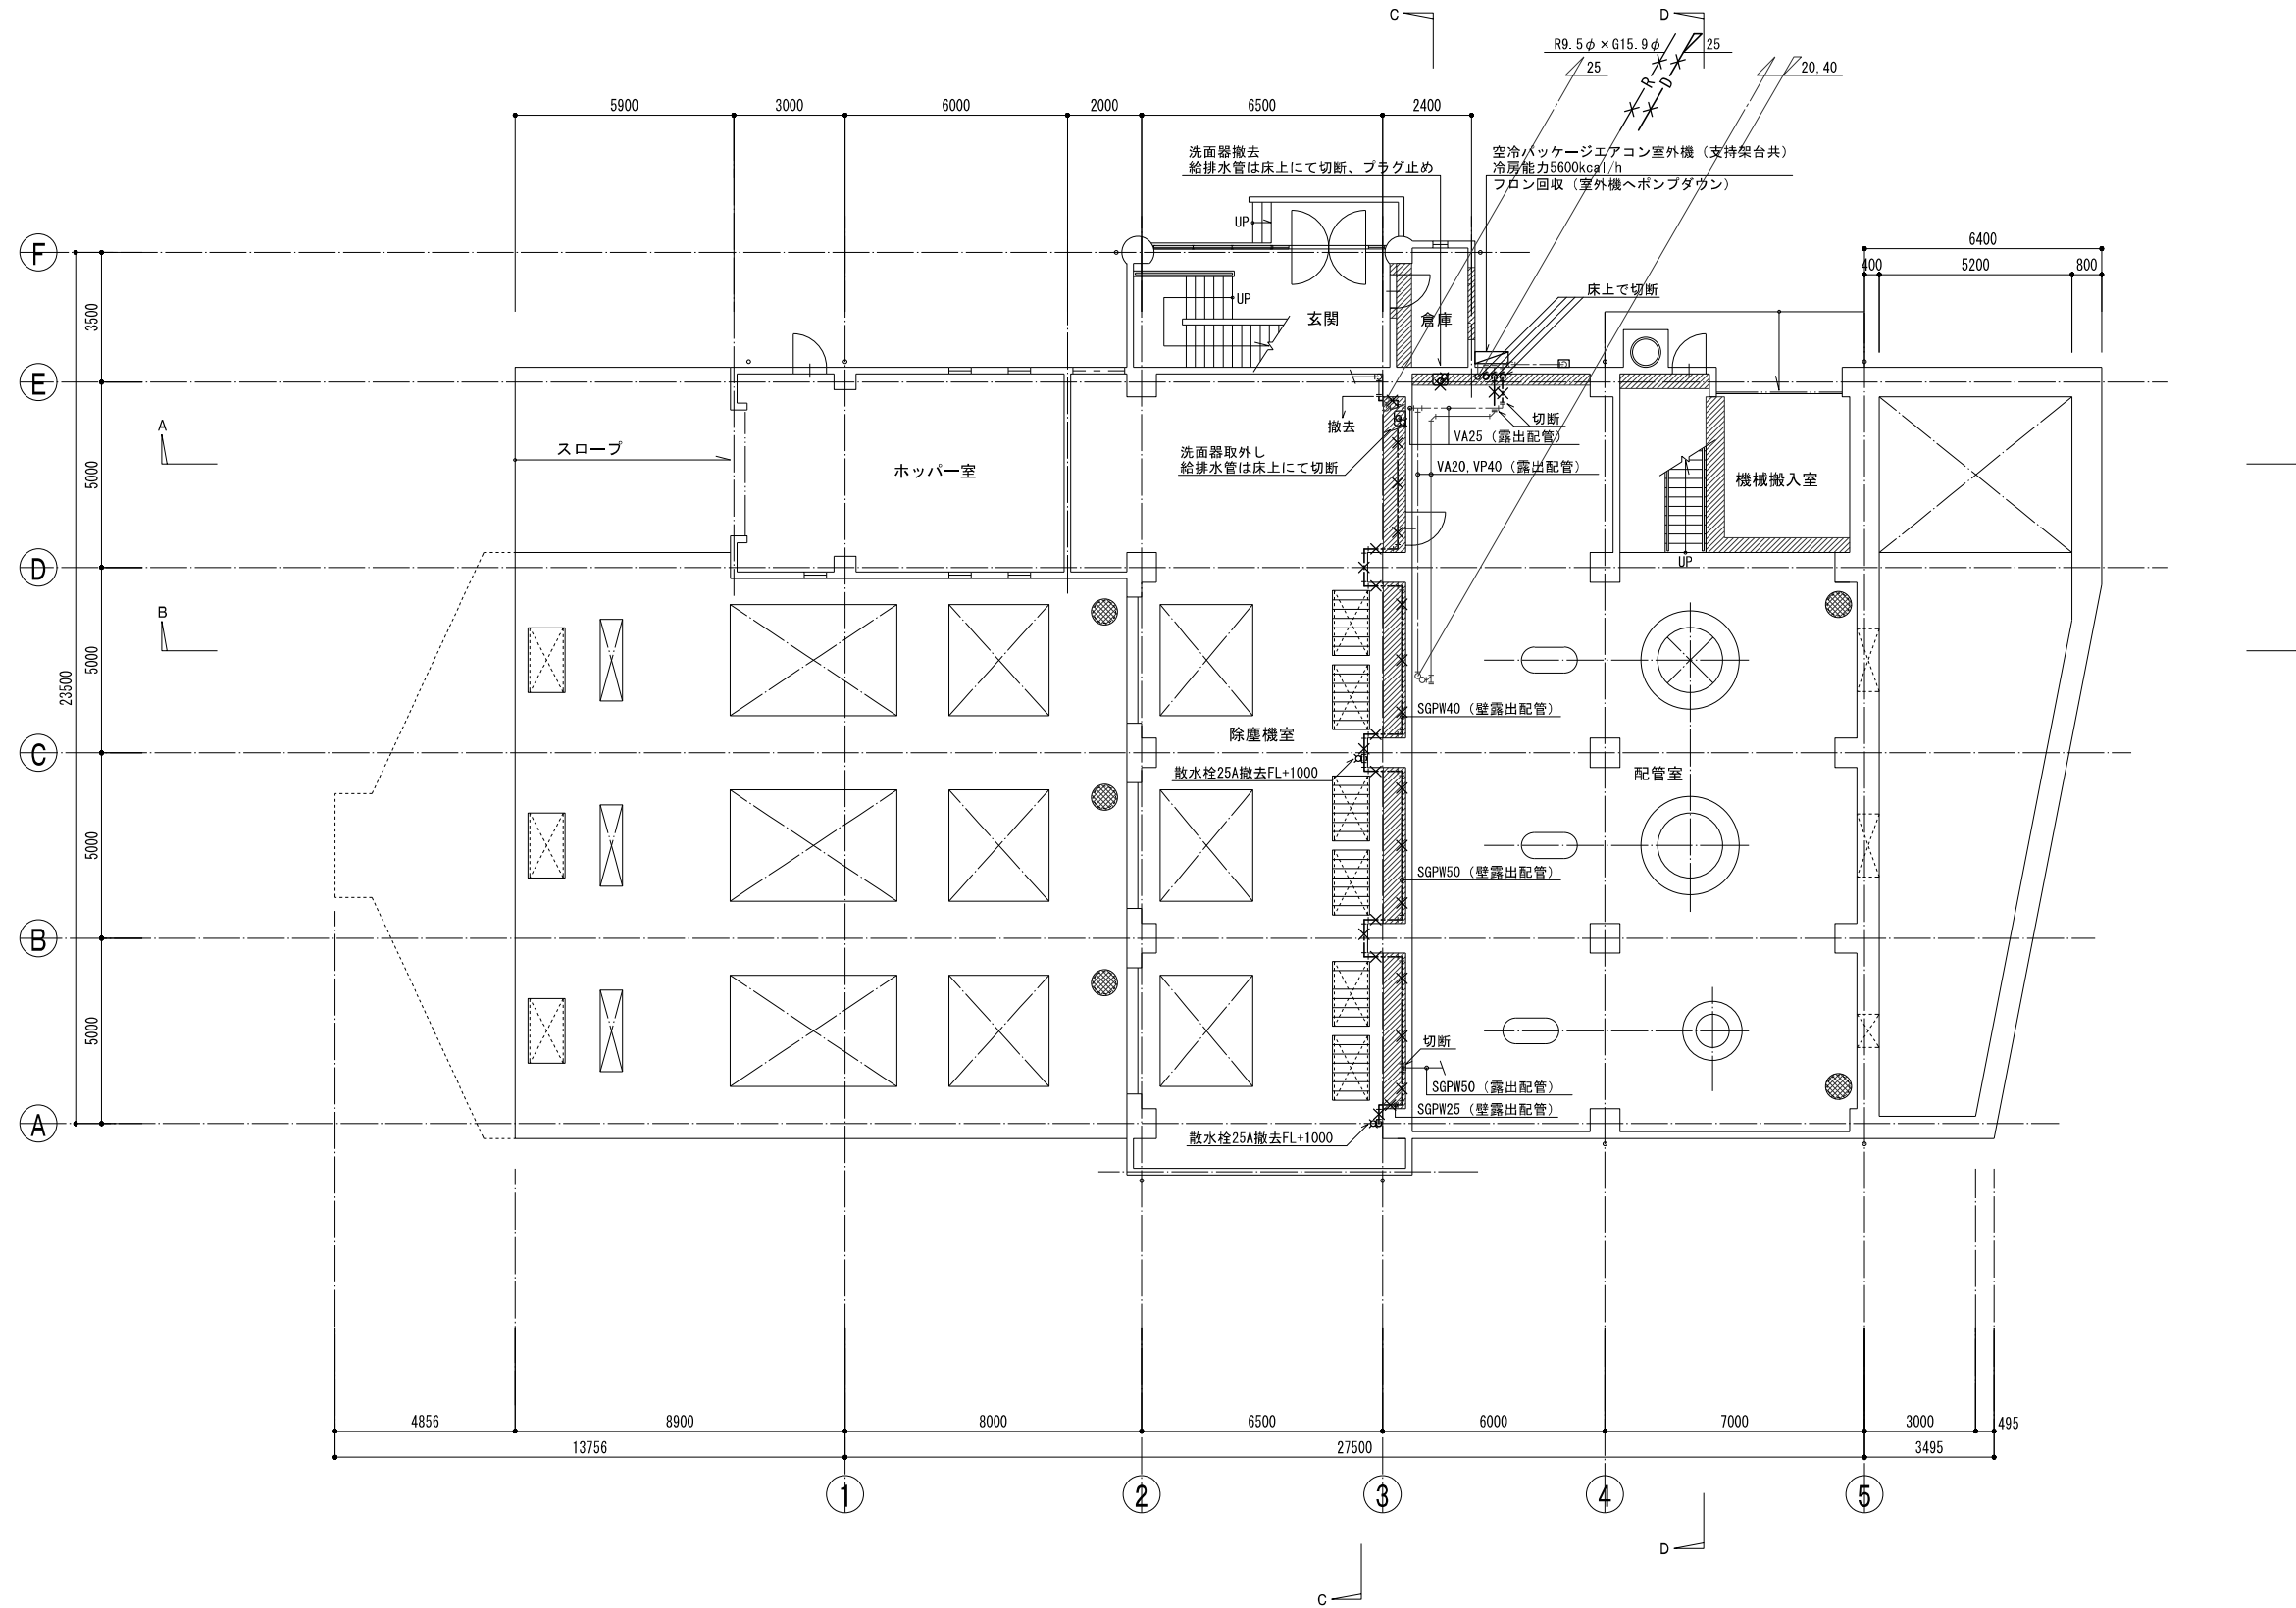 C
D
R9.5φ×G15.9φ
25
25
20,40
R
D
5900
3000
6000
2000
6500
2400
洗面器撤去
給排水管は床上にて切断、プラグ止め
空冷パッケージエアコン室外機（支持架台共）
冷房能力5600kcal/h
フロン回収（室外機へポンプダウン）
UP
6400
400
5200
800
F
3500
UP
玄関
倉庫
床上で切断
E
A
スロープ
ホッパー室
撤去
切断
VA25（露出配管）
洗面器取外し
給排水管は床上にて切断
VA20,VP40（露出配管）
機械搬入室
5000
UP
D
B
5000
23500
SGPW40（壁露出配管）
除塵機室
C
散水栓25A撤去FL+1000
配管室
5000
SGPW50（壁露出配管）
B
5000
切断
SGPW50（露出配管）
SGPW25（壁露出配管）
A
散水栓25A撤去FL+1000
4856
8900
8000
6500
6000
7000
3000
495
13756
27500
3495
1
2
3
4
5
D
C